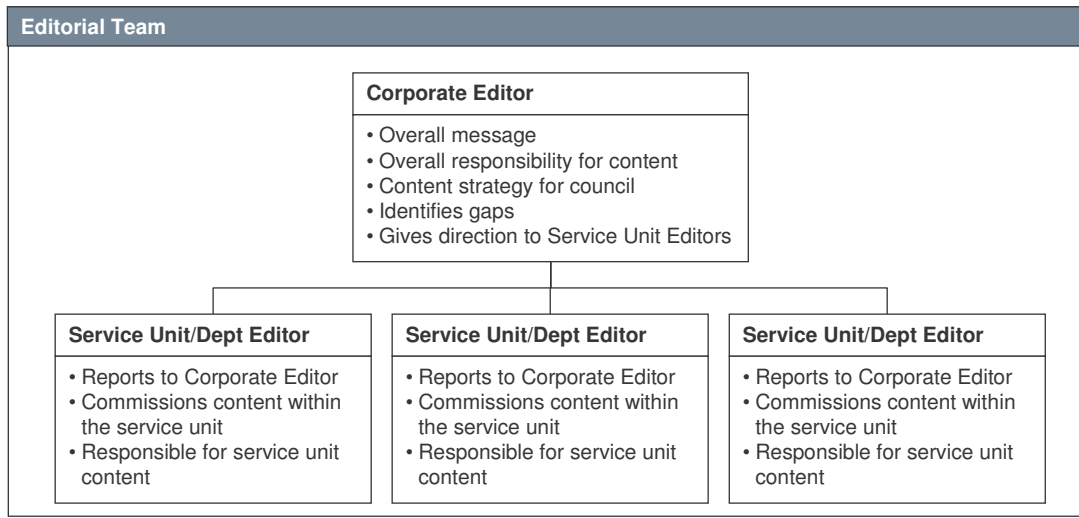 Editorial Team
Corporate Editor
• Overall message
• Overall responsibility for content
• Content strategy for council
• Identifies gaps
• Gives direction to Service Unit Editors
Service Unit/Dept Editor
• Reports to Corporate Editor
• Commissions content within
the service unit
• Responsible for service unit
content
Service Unit/Dept Editor
• Reports to Corporate Editor
• Commissions content within
the service unit
• Responsible for service unit
content
Service Unit/Dept Editor
• Reports to Corporate Editor
• Commissions content within
the service unit
• Responsible for service unit
content